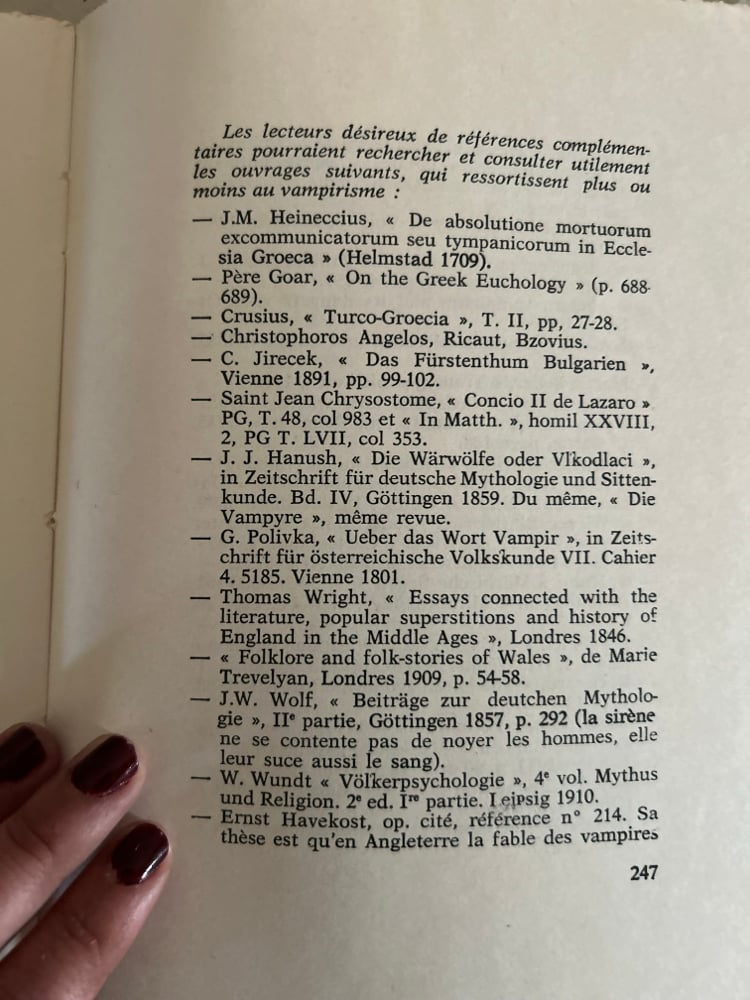 Les lecteurs désireux de références complémen-
taires pourraient rechercher et consulter utilement
les ouvrages suivants, qui ressortissent plus ou
moins au vampirisme :
— J.M. Heineccius, « De absolutione mortuorum
excommunicatorum seu tympanicorum in Eccle-
sia Groeca » (Helmstad 1709).
— Père Goar, « On the Greek Euchology » (p. 688-
689).
— Crusius, « Turco-Groecia », T. II, pp, 27-28.
— Christophoros Angelos, Ricaut, Bzovius.
— C. Jirecek, « Das Fürstenthum Bulgarien »,
Vienne 1891, pp. 99-102.
— Saint Jean Chrysostome, « Concio II de Lazaro »
PG, T. 48, col 983 et « In Matth. », homil XXVIII,
2, PG T. LVII, col 353.
— J. J. Hanush, « Die Wärwölfe oder Vlkodlaci »,
in Zeitschrift für deutsche Mythologie und Sitten-
kunde. Bd. IV, Göttingen 1859. Du même, « Die
Vampyre », même revue.
— G. Polivka, « Ueber das Wort Vampir », in Zeits-
chrift für österreichische Volkskunde VII. Cahier
4. 5185. Vienne 1801.
— Thomas Wright, « Essays connected with the
literature, popular superstitions and history of
England in the Middle Ages », Londres 1846.
— « Folklore and folk-stories of Wales », de Marie
Trevelyan, Londres 1909, p. 54-58.
— J.W. Wolf, « Beiträge zur deutchen Mytholo-
gie », IIe partie, Göttingen 1857, p. 292 (la sirène
ne se contente pas de noyer les hommes, elle
leur suce aussi le sang).
— W. Wundt « Völkerpsychologie », 4e vol. Mythus
und Religion. 2e ed. Ire partie. Leipsig 1910.
— Ernst Havekost, op. cité, référence n° 214. Sa
thèse est qu'en Angleterre la fable des vampires
247